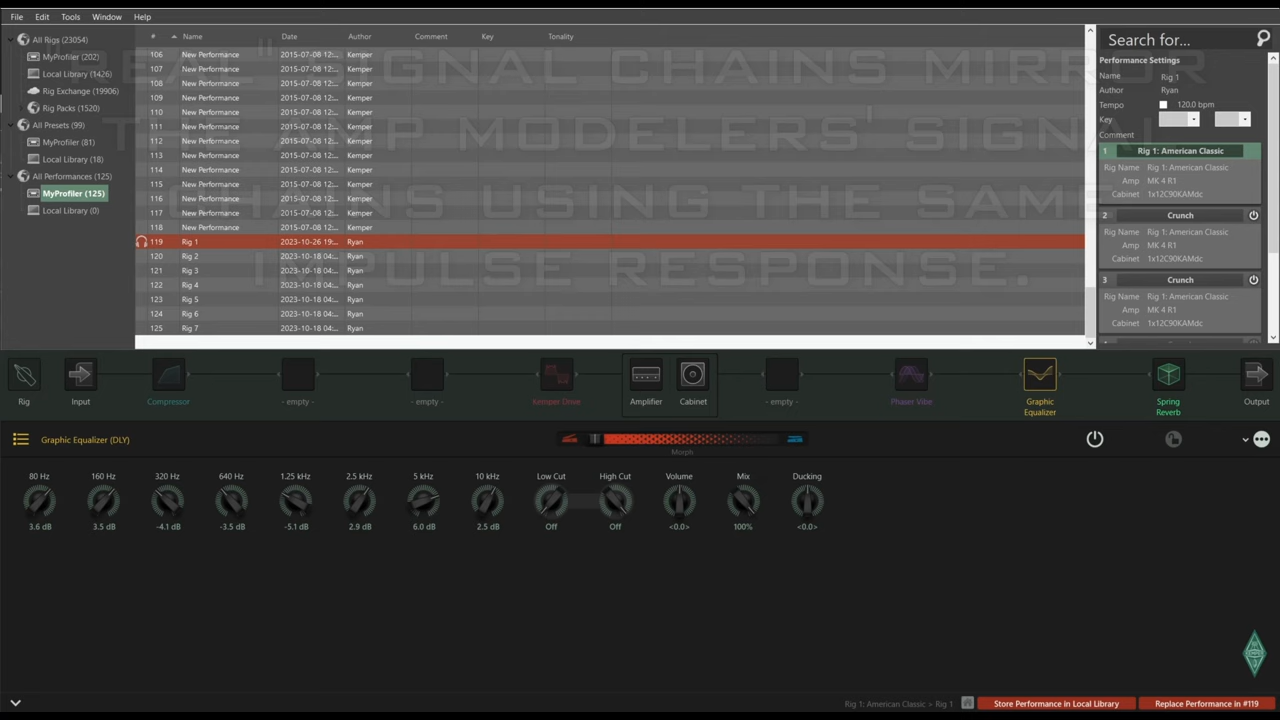 File Edit Tools Window Help
"REAL" SIGNAL CHAINS MIRROR
THE AMP MODELERS' SIGNAL
CHAINS USING THE SAME
IMPULSE RESPONSE.
All Rigs (23054)
MyProfiler (202)
Local Library (1426)
Rig Exchange (19906)
Rig Packs (1520)
All Presets (99)
MyProfiler (81)
Local Library (18)
All Performances (125)
MyProfiler (125)
Local Library (0)
# Name Date Author Comment Key Tonality
106 New Performance 2015-07-08 12:... Kemper
107 New Performance 2015-07-08 12:... Kemper
108 New Performance 2015-07-08 12:... Kemper
109 New Performance 2015-07-08 12:... Kemper
110 New Performance 2015-07-08 12:... Kemper
111 New Performance 2015-07-08 12:... Kemper
112 New Performance 2015-07-08 12:... Kemper
113 New Performance 2015-07-08 12:... Kemper
114 New Performance 2015-07-08 12:... Kemper
115 New Performance 2015-07-08 12:... Kemper
116 New Performance 2015-07-08 12:... Kemper
117 New Performance 2015-07-08 12:... Kemper
118 New Performance 2015-07-08 12:... Kemper
119 Rig 1 2023-10-26 19:... Ryan
120 Rig 2 2023-10-18 04:... Ryan
121 Rig 3 2023-10-18 04:... Ryan
122 Rig 4 2023-10-18 04:... Ryan
123 Rig 5 2023-10-18 04:... Ryan
124 Rig 6 2023-10-18 04:... Ryan
125 Rig 7 2023-10-18 04:... Ryan
Search for...
Performance Settings
Name Rig 1
Author Ryan
Tempo 120.0 bpm
Key
Comment
1 Rig 1: American Classic
Rig Name Rig 1: American Classic
Amp MK 4 R1
Cabinet 1x12C90KAMdc
2 Crunch
Rig Name Rig 1: American Classic
Amp MK 4 R1
Cabinet 1x12C90KAMdc
3 Crunch
Rig Name Rig 1: American Classic
Amp MK 4 R1
Cabinet 1x12C90KAMdc
Rig Input Compressor - empty - - empty - Kemper Drive Amplifier Cabinet - empty - Phaser Vibe Graphic Equalizer Spring Reverb Output
Graphic Equalizer (DLY)
Morph
80 Hz 160 Hz 320 Hz 640 Hz 1.25 kHz 2.5 kHz 5 kHz 10 kHz Low Cut High Cut Volume Mix Ducking
3.6 dB 3.5 dB -4.1 dB -3.5 dB -5.1 dB 2.9 dB 6.0 dB 2.5 dB Off Off <0.0> 100% <0.0>
Rig 1: American Classic > Rig 1 Store Performance in Local Library Replace Performance in #119